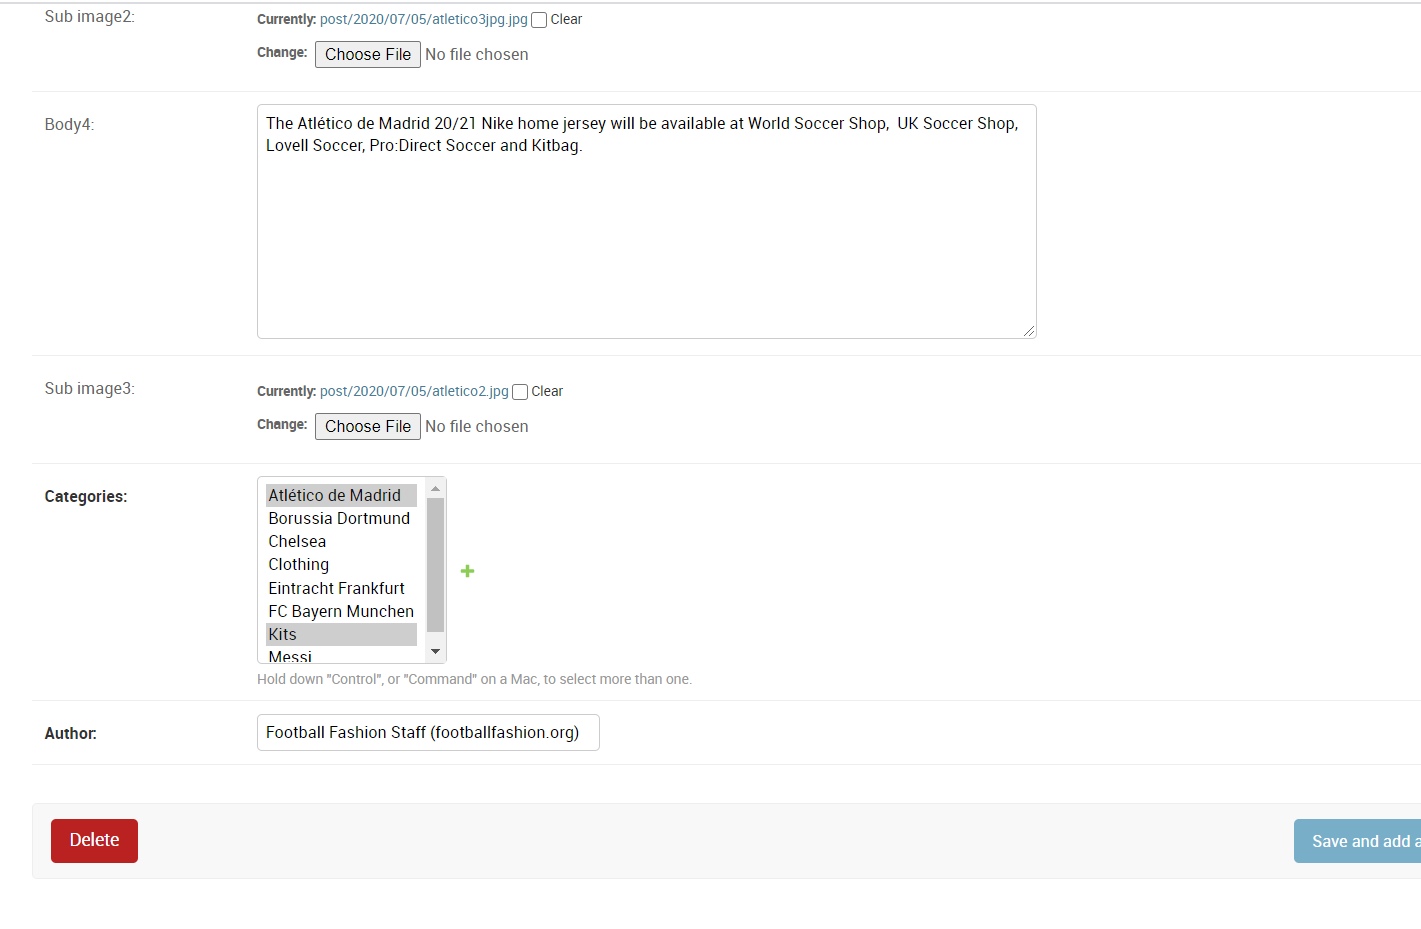 Sub image2:
Currently: post/2020/07/05/atletico3jpg.jpg Clear
Change: Choose File No file chosen
Body4:
The Atlético de Madrid 20/21 Nike home jersey will be available at World Soccer Shop,  UK Soccer Shop,
Lovell Soccer, Pro:Direct Soccer and Kitbag.
Sub image3:
Currently: post/2020/07/05/atletico2.jpg Clear
Change: Choose File No file chosen
Categories:
Atlético de Madrid
Borussia Dortmund
Chelsea
Clothing
Eintracht Frankfurt
FC Bayern Munchen
Kits
Messi
Hold down "Control", or "Command" on a Mac, to select more than one.
Author:
Football Fashion Staff (footballfashion.org)
Delete
Save and add a